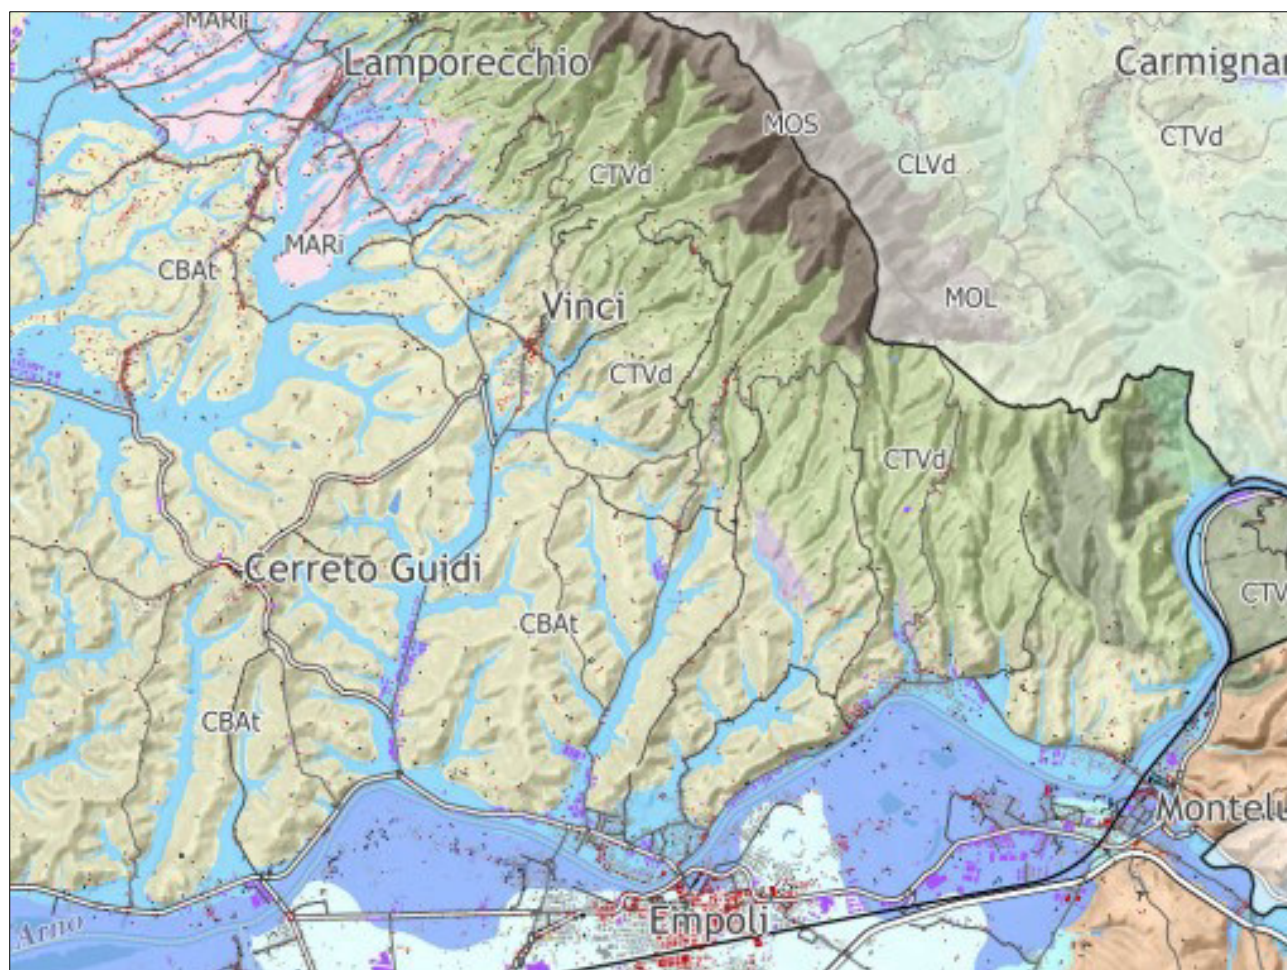 MARi
Lamporecchio
Carmignar
MOS
CTVd
CTVd
CLVd
MARi
CBAt
MOL
Vinci
CTVd
CTVd
Cerreto Guidi
CTV
CBAt
CBAt
Montelu
Empoli
Arno